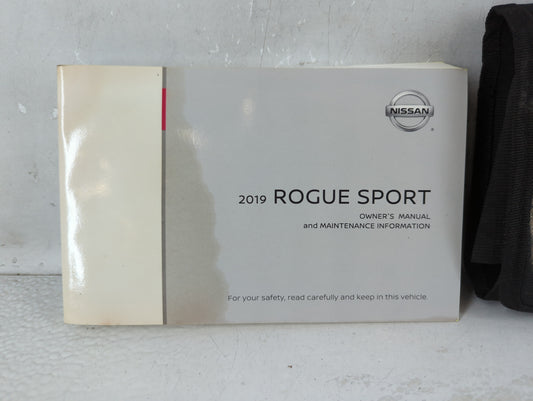 NISSAN
2019 ROGUE SPORT
OWNER'S MANUAL
and MAINTENANCE INFORMATION
For your safety, read carefully and keep in this vehicle.